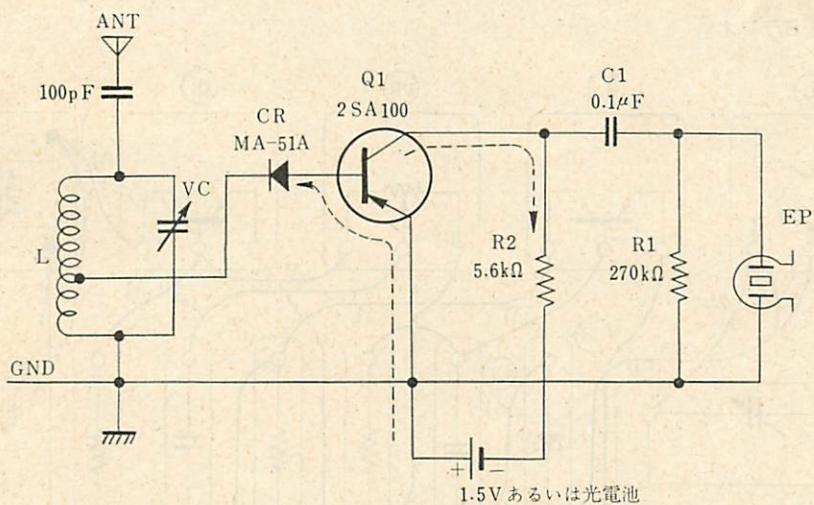 ANT
100pF
Q1
2SA100
C1
0.1μF
CR
MA-51A
VC
L
R2
5.6kΩ
R1
270kΩ
EP
GND
+ −
1.5Vあるいは光電池